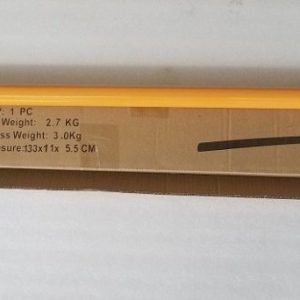 : 1 PC
Weight: 2.7 KG
ss Weight: 3.0Kg
sure:133x11x 5.5 CM